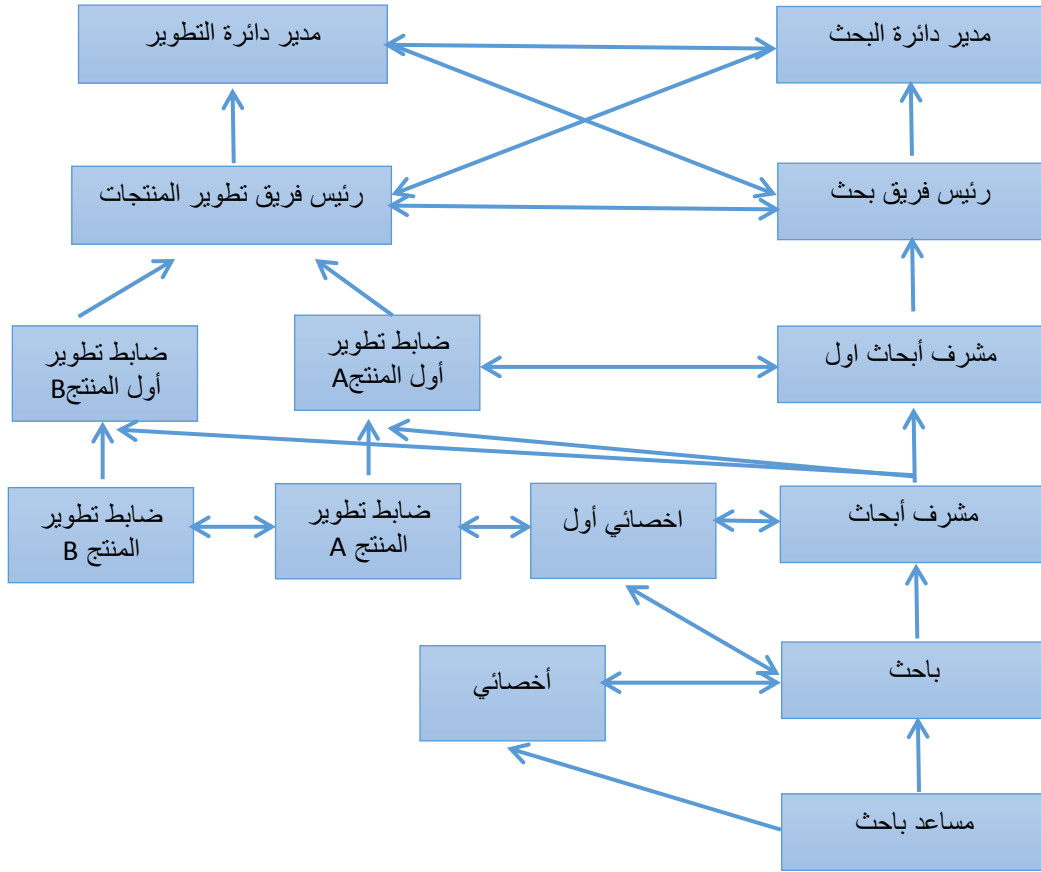 مدير دائرة البحث
مدير دائرة التطوير
رئيس فريق بحث
رئيس فريق تطوير المنتجات
مشرف أبحاث اول
ضابط تطوير
أول المنتجA
ضابط تطوير
أول المنتجB
مشرف أبحاث
اخصائي أول
ضابط تطوير
المنتج A
ضابط تطوير
المنتج B
باحث
أخصائي
مساعد باحث